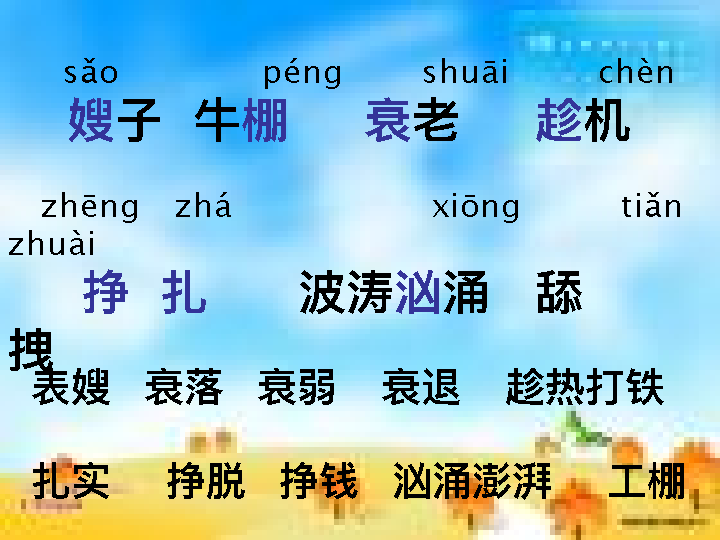 sǎo péng shuāi chèn
嫂子 牛棚 衰老 趁机
zhēng zhá xiōng tiǎn
zhuài
挣 扎 波涛汹涌 舔
拽
表嫂 衰落 衰弱 衰退 趁热打铁
扎实 挣脱 挣钱 汹涌澎湃 工棚